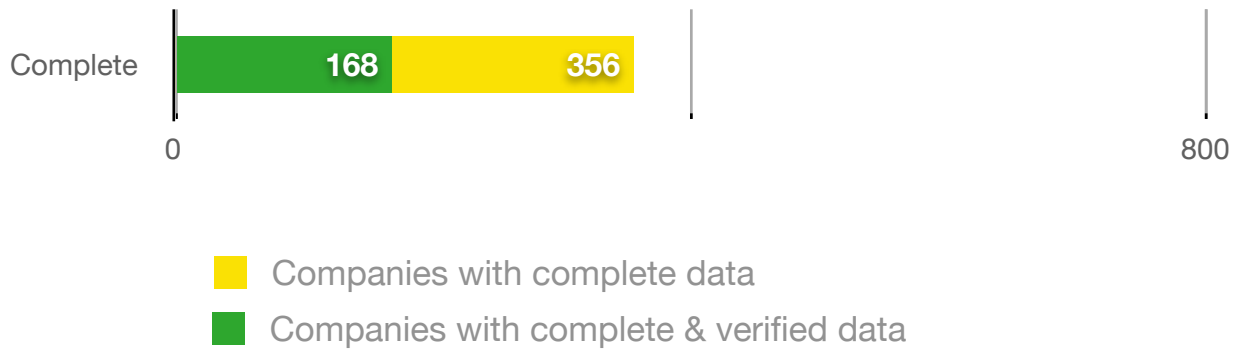 Complete 168 356
0 800
Companies with complete data
Companies with complete & verified data